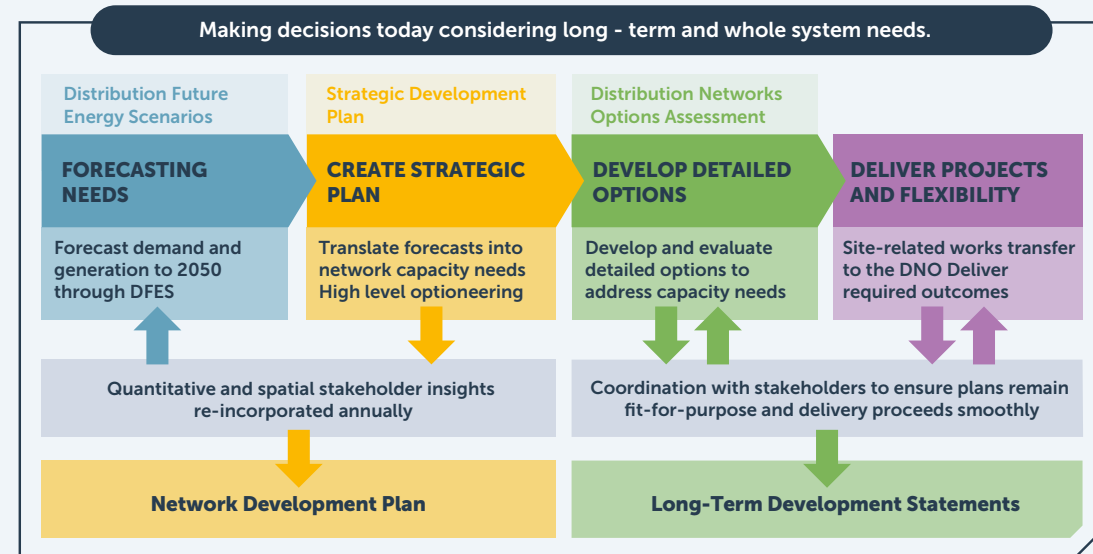 Making decisions today considering long - term and whole system needs.
Distribution Future
Energy Scenarios
FORECASTING
NEEDS
Forecast demand and
generation to 2050
through DFES
Strategic Development
Plan
CREATE STRATEGIC
PLAN
Translate forecasts into
network capacity needs
High level optioneering
Distribution Networks
Options Assessment
DEVELOP DETAILED
OPTIONS
Develop and evaluate
detailed options to
address capacity needs
DELIVER PROJECTS
AND FLEXIBILITY
Site-related works transfer
to the DNO Deliver
required outcomes
Quantitative and spatial stakeholder insights
re-incorporated annually
Coordination with stakeholders to ensure plans remain
fit-for-purpose and delivery proceeds smoothly
Network Development Plan
Long-Term Development Statements